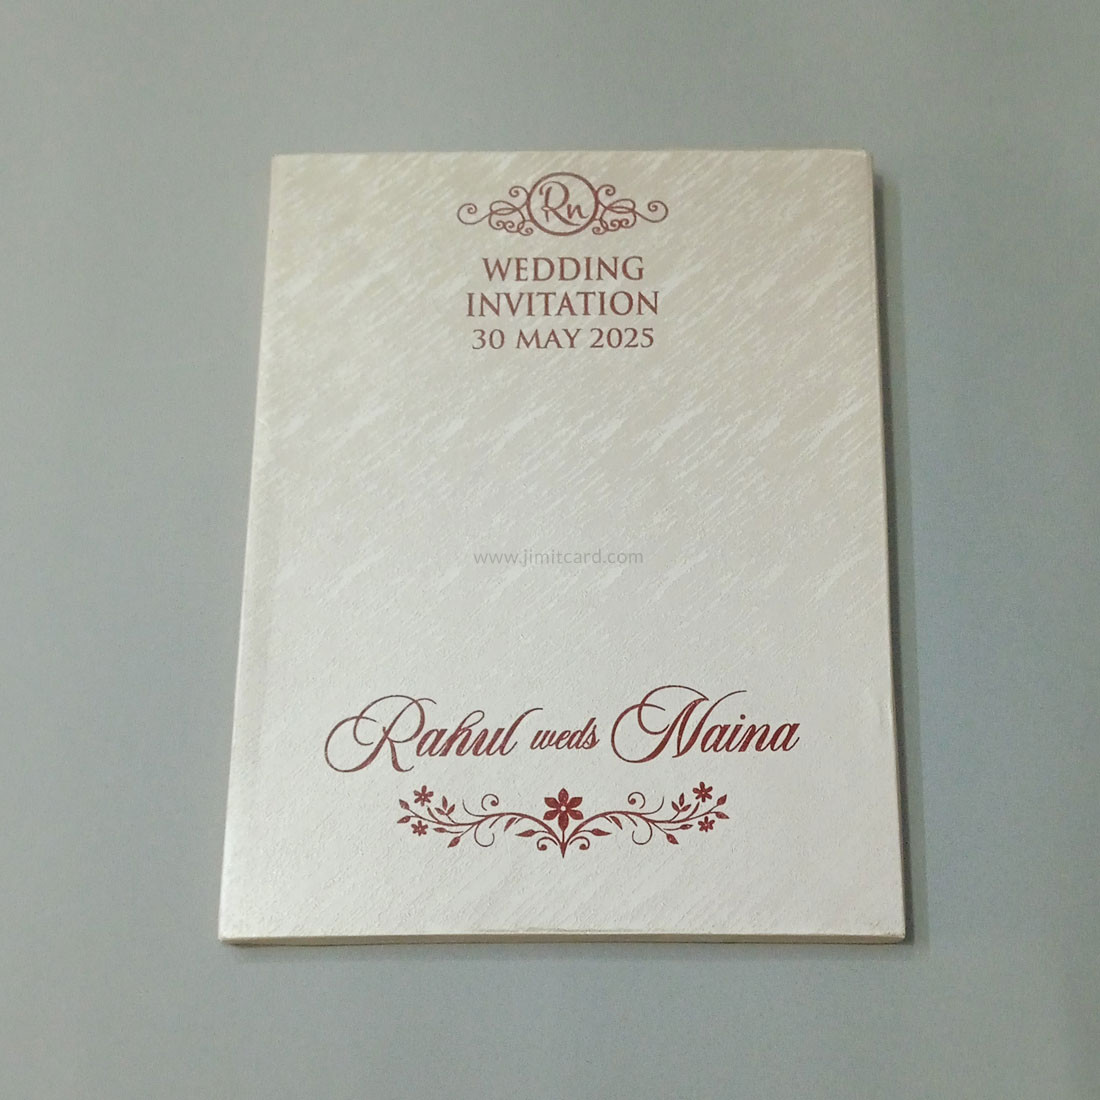 Rn
WEDDING
INVITATION
30 MAY 2025
www.jimitcard.com
Rahul weds Naina